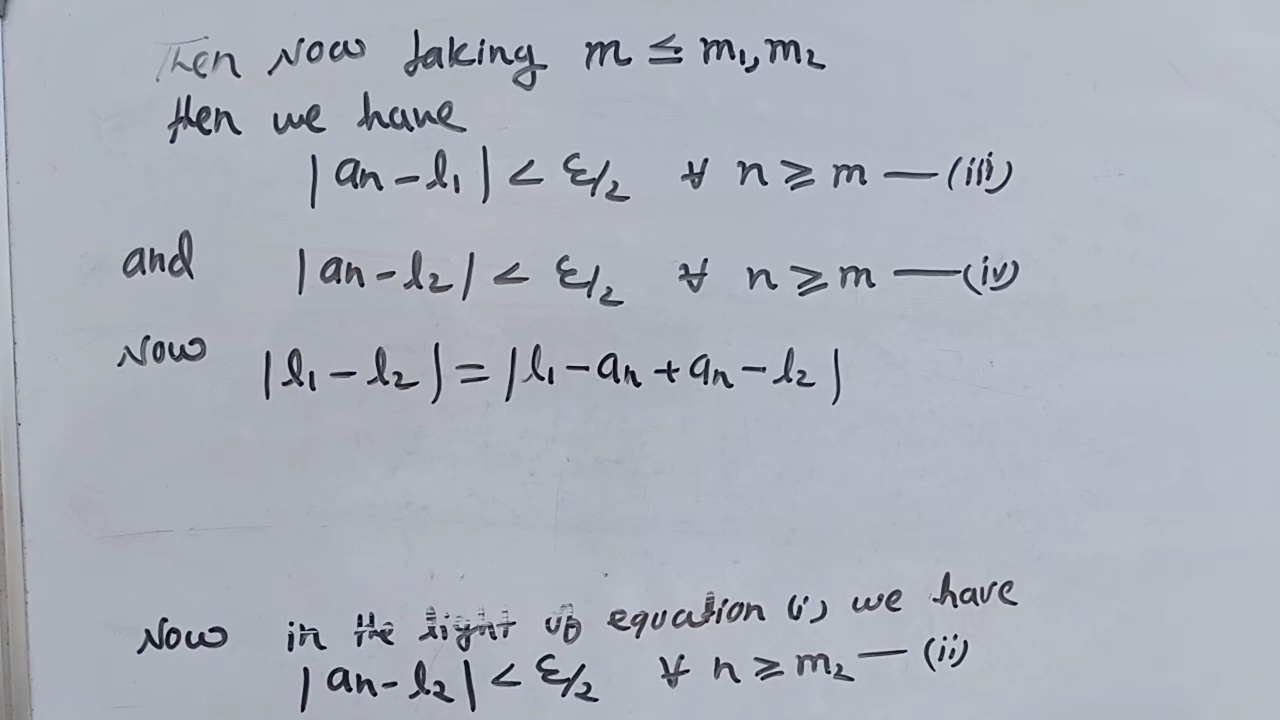 Then Now taking m ≤ m₁, m₂
then we have
|an - l₁| < ε/2 ∀ n ≥ m — (iii)
and |an - l₂| < ε/2 ∀ n ≥ m — (iv)
Now |l₁ - l₂| = |l₁ - an + an - l₂|
Now in the light of equation (i) we have
|an - l₂| < ε/2 ∀ n ≥ m₂ — (ii)